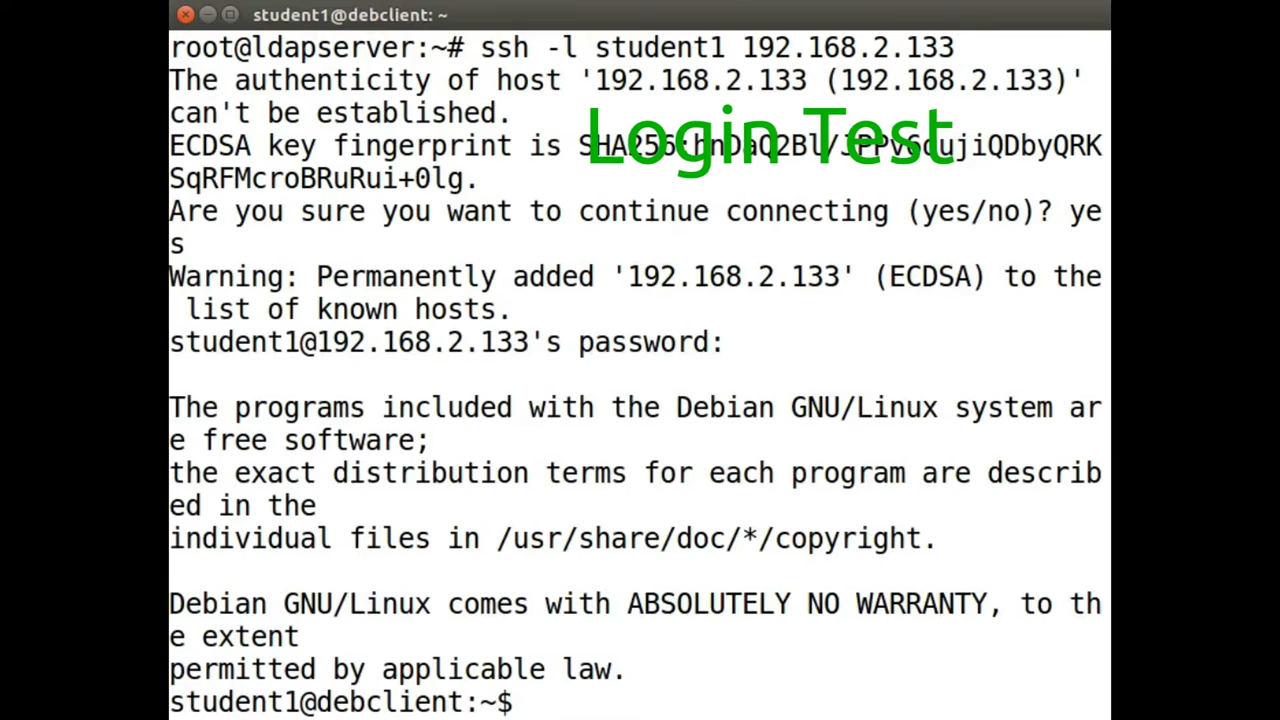 student1@debclient: ~
root@ldapserver:~# ssh -l student1 192.168.2.133
The authenticity of host '192.168.2.133 (192.168.2.133)'
can't be established.
Login Test
ECDSA key fingerprint is
SqRFMcroBRuRui+0lg.
Are you sure you want to continue connecting (yes/no)? ye
s
Warning: Permanently added '192.168.2.133' (ECDSA) to the
list of known hosts.
student1@192.168.2.133's password:
The programs included with the Debian GNU/Linux system ar
e free software;
the exact distribution terms for each program are describ
ed in the
individual files in /usr/share/doc/*/copyright.
Debian GNU/Linux comes with ABSOLUTELY NO WARRANTY, to th
e extent
permitted by applicable law.
student1@debclient:~$